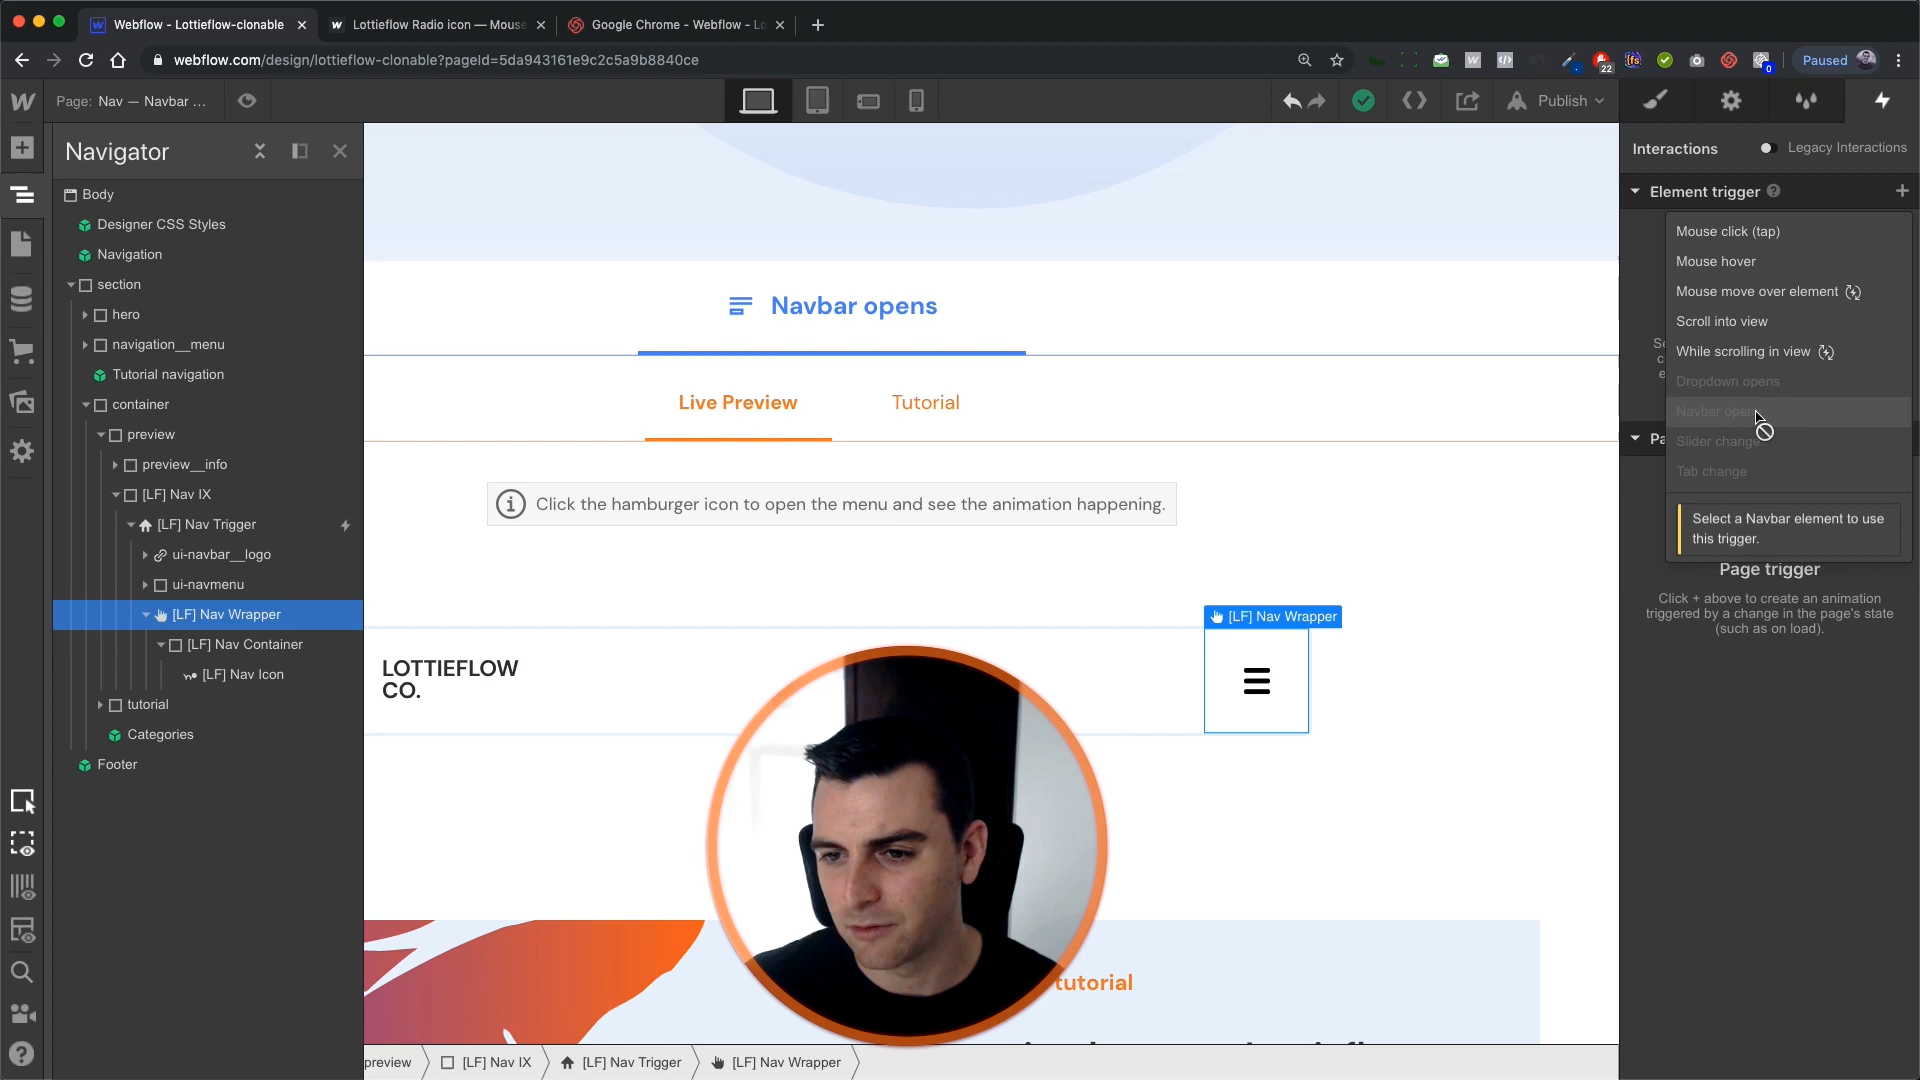 Webflow - Lottieflow-clonable
Lottieflow Radio icon — Mouse
Google Chrome - Webflow - Lo
webflow.com/design/lottieflow-clonable?pageId=5da943161e9c2c5a9b8840ce
22
0
Paused
Page: Nav — Navbar ...
Publish
Navigator
Body
Designer CSS Styles
Navigation
section
hero
navigation__menu
Tutorial navigation
container
preview
preview__info
[LF] Nav IX
[LF] Nav Trigger
ui-navbar__logo
ui-navmenu
[LF] Nav Wrapper
[LF] Nav Container
[LF] Nav Icon
tutorial
Categories
Footer
Navbar opens
Live Preview
Tutorial
Click the hamburger icon to open the menu and see the animation happening.
[LF] Nav Wrapper
LOTTIEFLOW
CO.
tutorial
preview
[LF] Nav IX
[LF] Nav Trigger
[LF] Nav Wrapper
Interactions
Legacy Interactions
Element trigger
Mouse click (tap)
Mouse hover
Mouse move over element
Scroll into view
While scrolling in view
Dropdown opens
Navbar opens
Slider change
Tab change
Select a Navbar element to use
this trigger.
Page trigger
Click + above to create an animation
triggered by a change in the page's state
(such as on load).